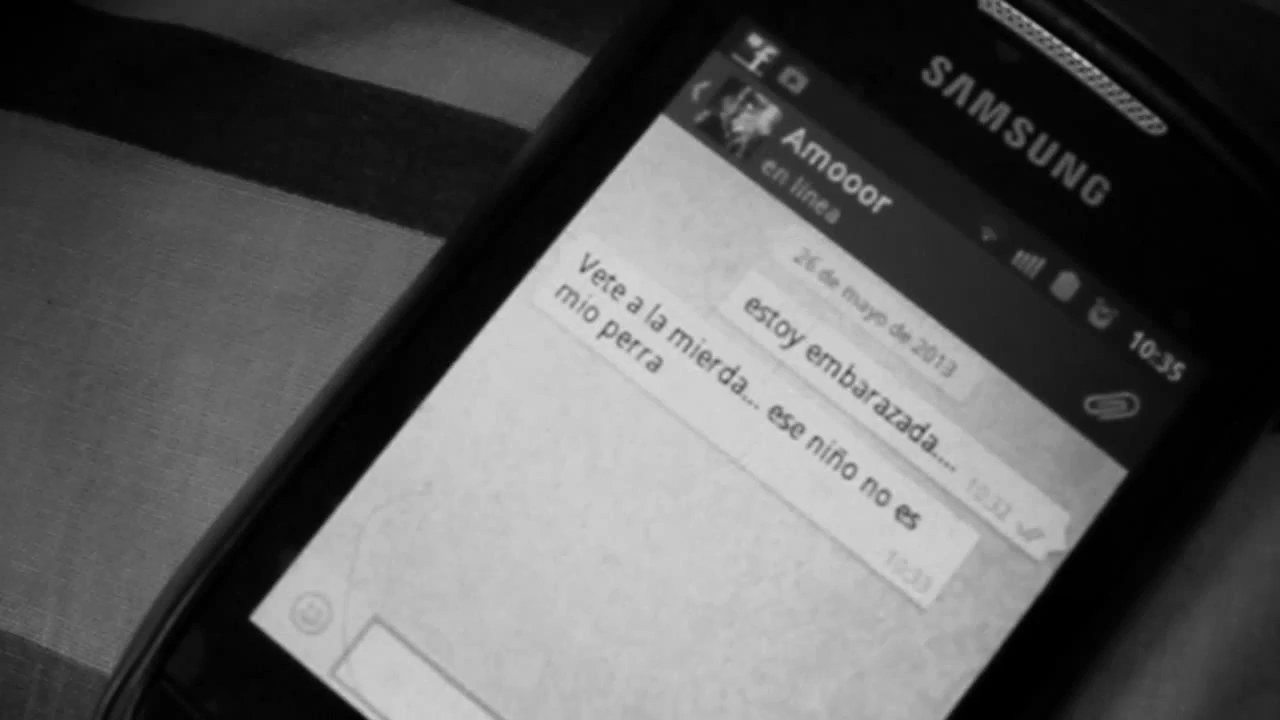 SAMSUNG
10:35
Amooor
en línea
26 de mayo de 2013
estoy embarazada....
10:32
Vete a la mierda... ese niño no es
mio perra
10:33